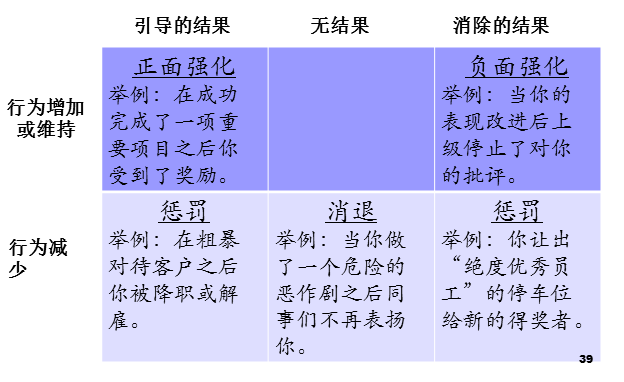 引导的结果 无结果 消除的结果
行为增加
或维持
正面强化
举例：在成功
完成了一项重
要项目之后你
受到了奖励。
负面强化
举例：当你的
表现改进后上
级停止了对你
的批评。
行为减
少
惩罚
举例：在粗暴
对待客户之后
你被降职或解
雇。
消退
举例：当你做
了一个危险的
恶作剧之后同
事们不再表扬
你。
惩罚
举例：你让出
“绝度优秀员
工”的停车位
给新的得奖者。
39